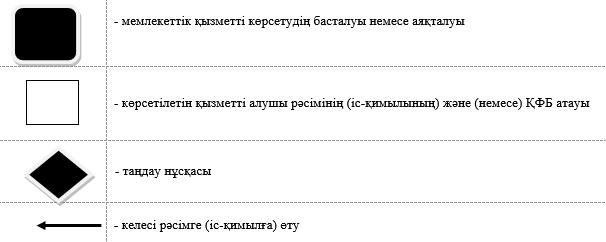 - мемлекеттік қызметті көрсетудің басталуы немесе аяқталуы
- көрсетілетін қызметті алушы рәсімінің (іс-қимылының) және (немесе) ҚФБ атауы
- таңдау нұсқасы
- келесі рәсімге (іс-қимылға) өту